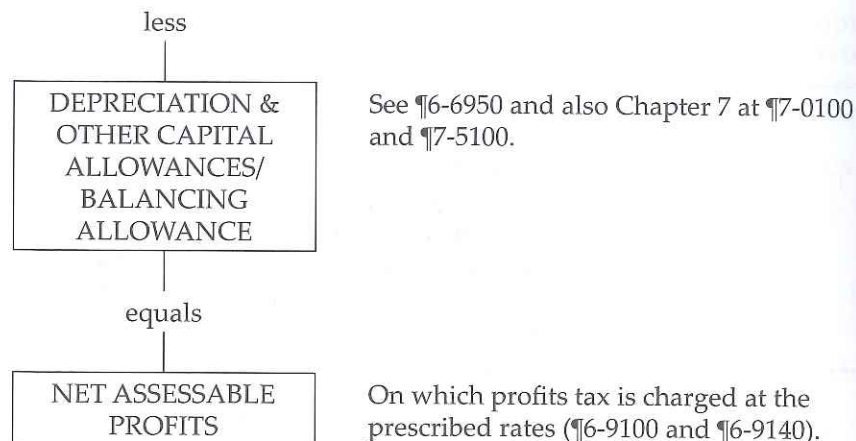 less
DEPRECIATION &
OTHER CAPITAL
ALLOWANCES/
BALANCING
ALLOWANCE
See ¶6-6950 and also Chapter 7 at ¶7-0100
and ¶7-5100.
equals
NET ASSESSABLE
PROFITS
On which profits tax is charged at the
prescribed rates (¶6-9100 and ¶6-9140).